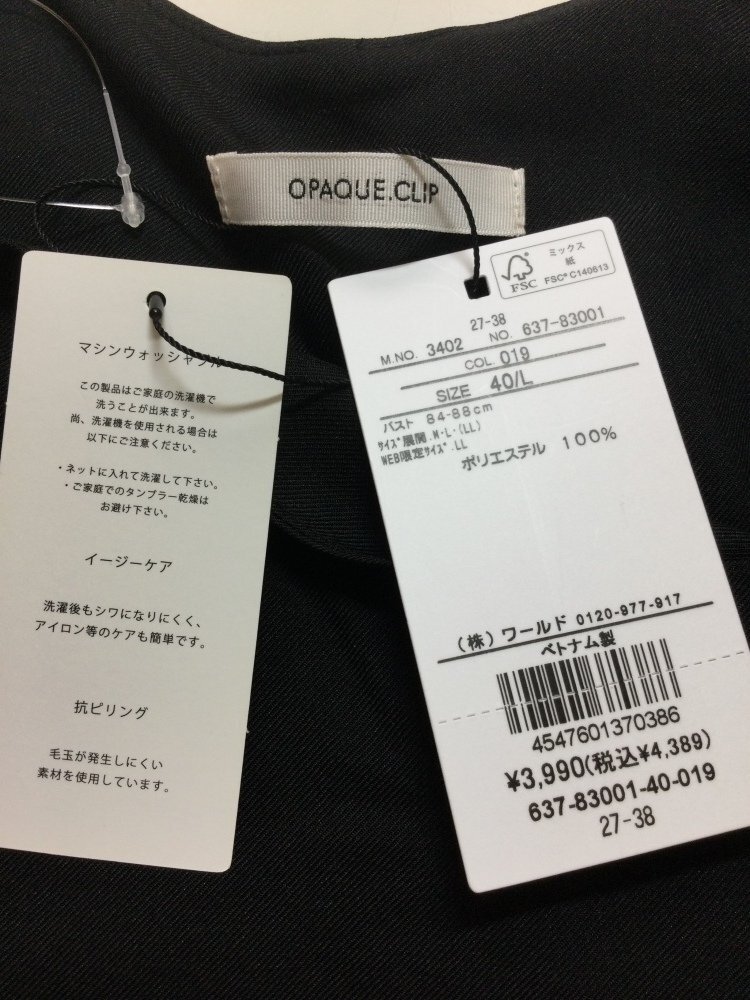 OPAQUE.CLIP
マシンウォッシャブル
この製品はご家庭の洗濯機で
洗うことが出来ます。
尚、洗濯機を使用される場合は
以下にご注意ください。
・ネットに入れて洗濯して下さい。
・ご家庭でのタンブラー乾燥は
お避け下さい。
イージーケア
洗濯後もシワになりにくく、
アイロン等のケアも簡単です。
抗ピリング
毛玉が発生しにくい
素材を使用しています。
FSC
ミックス
紙
FSC® C140613
27-38
M.NO. 3402 NO. 637-83001
COL. 019
SIZE 40/L
バスト 84-88cm
サイズ展開.M・L・(LL)
WEB限定サイズ.LL
ポリエステル 100%
(株)ワールド 0120-977-917
ベトナム製
4547601370386
¥3,990(税込¥4,389)
637-83001-40-019
27-38